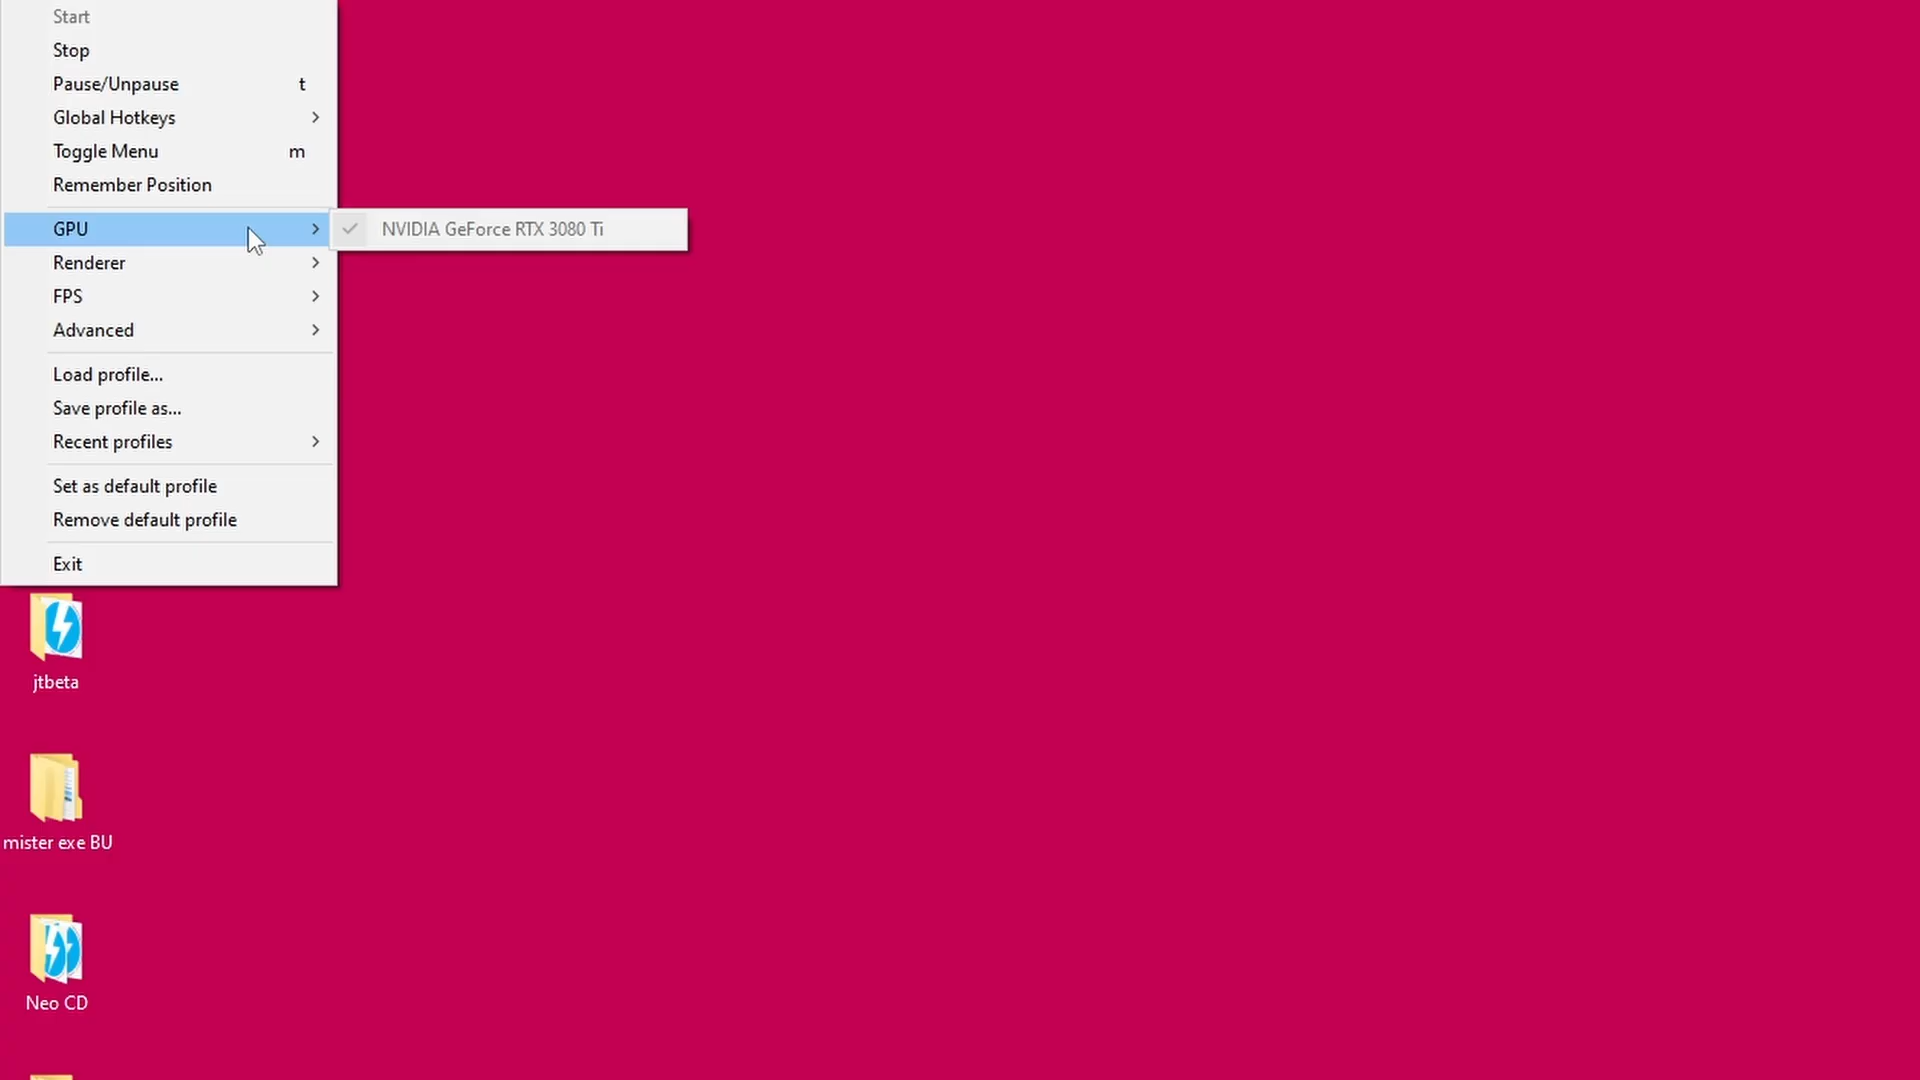 Start
Stop
Pause/Unpause t
Global Hotkeys
Toggle Menu m
Remember Position
GPU
NVIDIA GeForce RTX 3080 Ti
Renderer
FPS
Advanced
Load profile...
Save profile as...
Recent profiles
Set as default profile
Remove default profile
Exit
jtbeta
mister exe BU
Neo CD